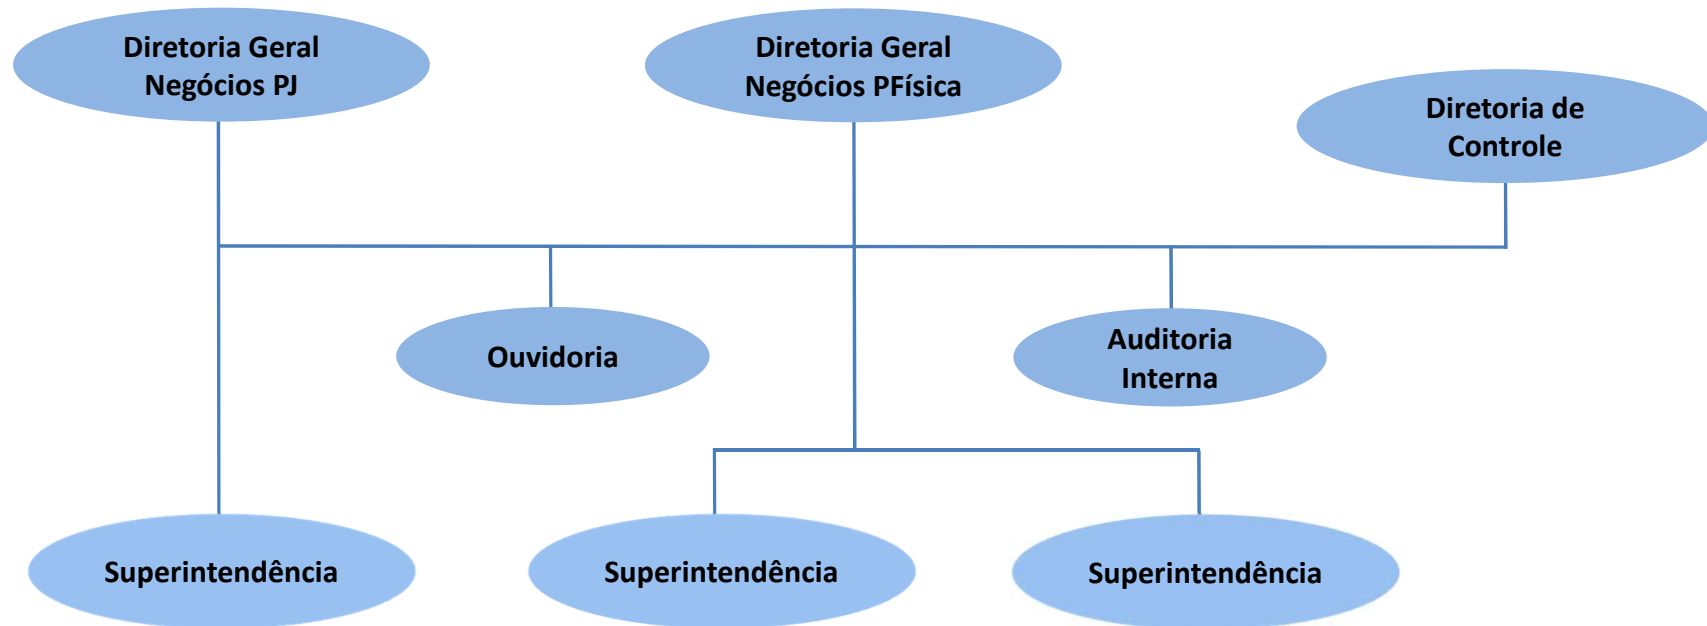 Diretoria Geral
Negócios PJ
Diretoria Geral
Negócios PFísica
Diretoria de
Controle
Ouvidoria
Auditoria
Interna
Superintendência
Superintendência
Superintendência